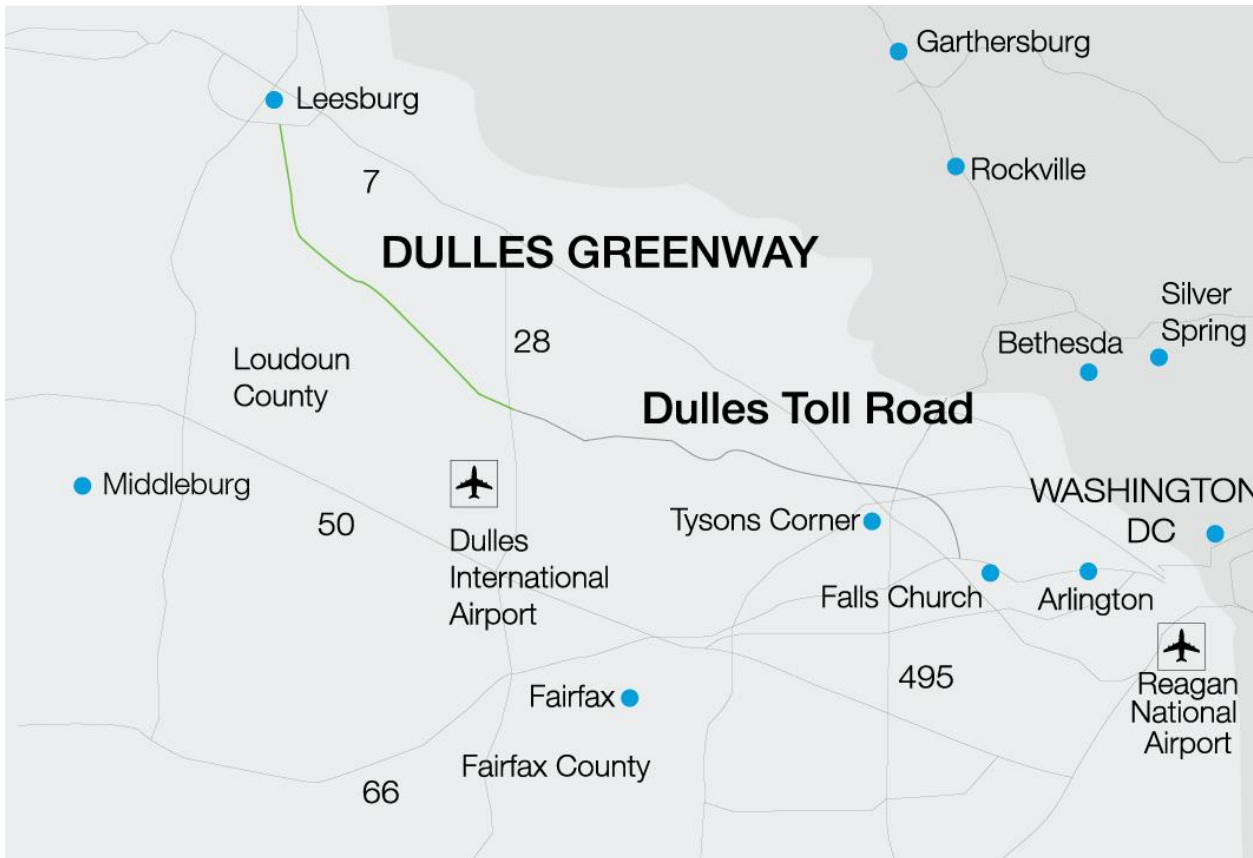 Garthersburg
Leesburg
Rockville
7
DULLES GREENWAY
Silver
Spring
28
Bethesda
Loudoun
County
Dulles Toll Road
Middleburg
WASHINGTON
DC
50
Tysons Corner
Dulles
International
Airport
Falls Church
Arlington
495
Reagan
National
Airport
Fairfax
Fairfax County
66